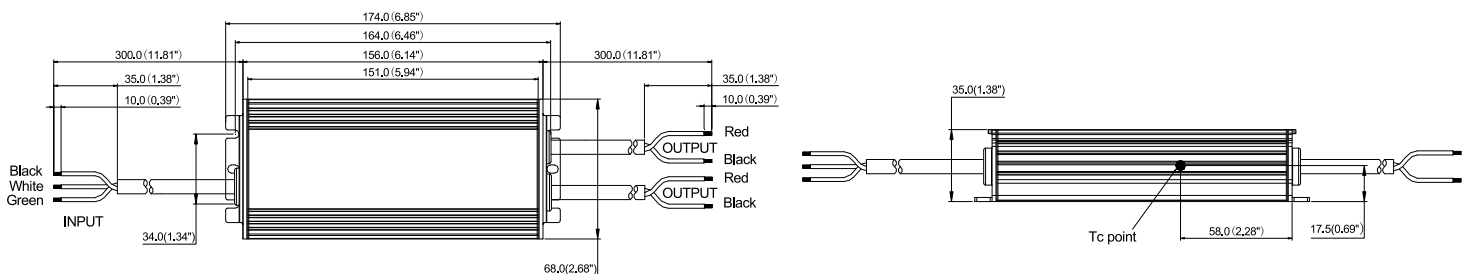 174.0(6.85")
164.0(6.46")
300.0(11.81") 156.0(6.14") 300.0(11.81")
35.0(1.38") 151.0(5.94") 35.0(1.38")
10.0(0.39") 10.0(0.39")
Red
OUTPUT
Black
Red
OUTPUT
Black
Black
White
Green
INPUT
34.0(1.34")
68.0(2.68")
35.0(1.38")
Tc point
58.0(2.28")
17.5(0.69")